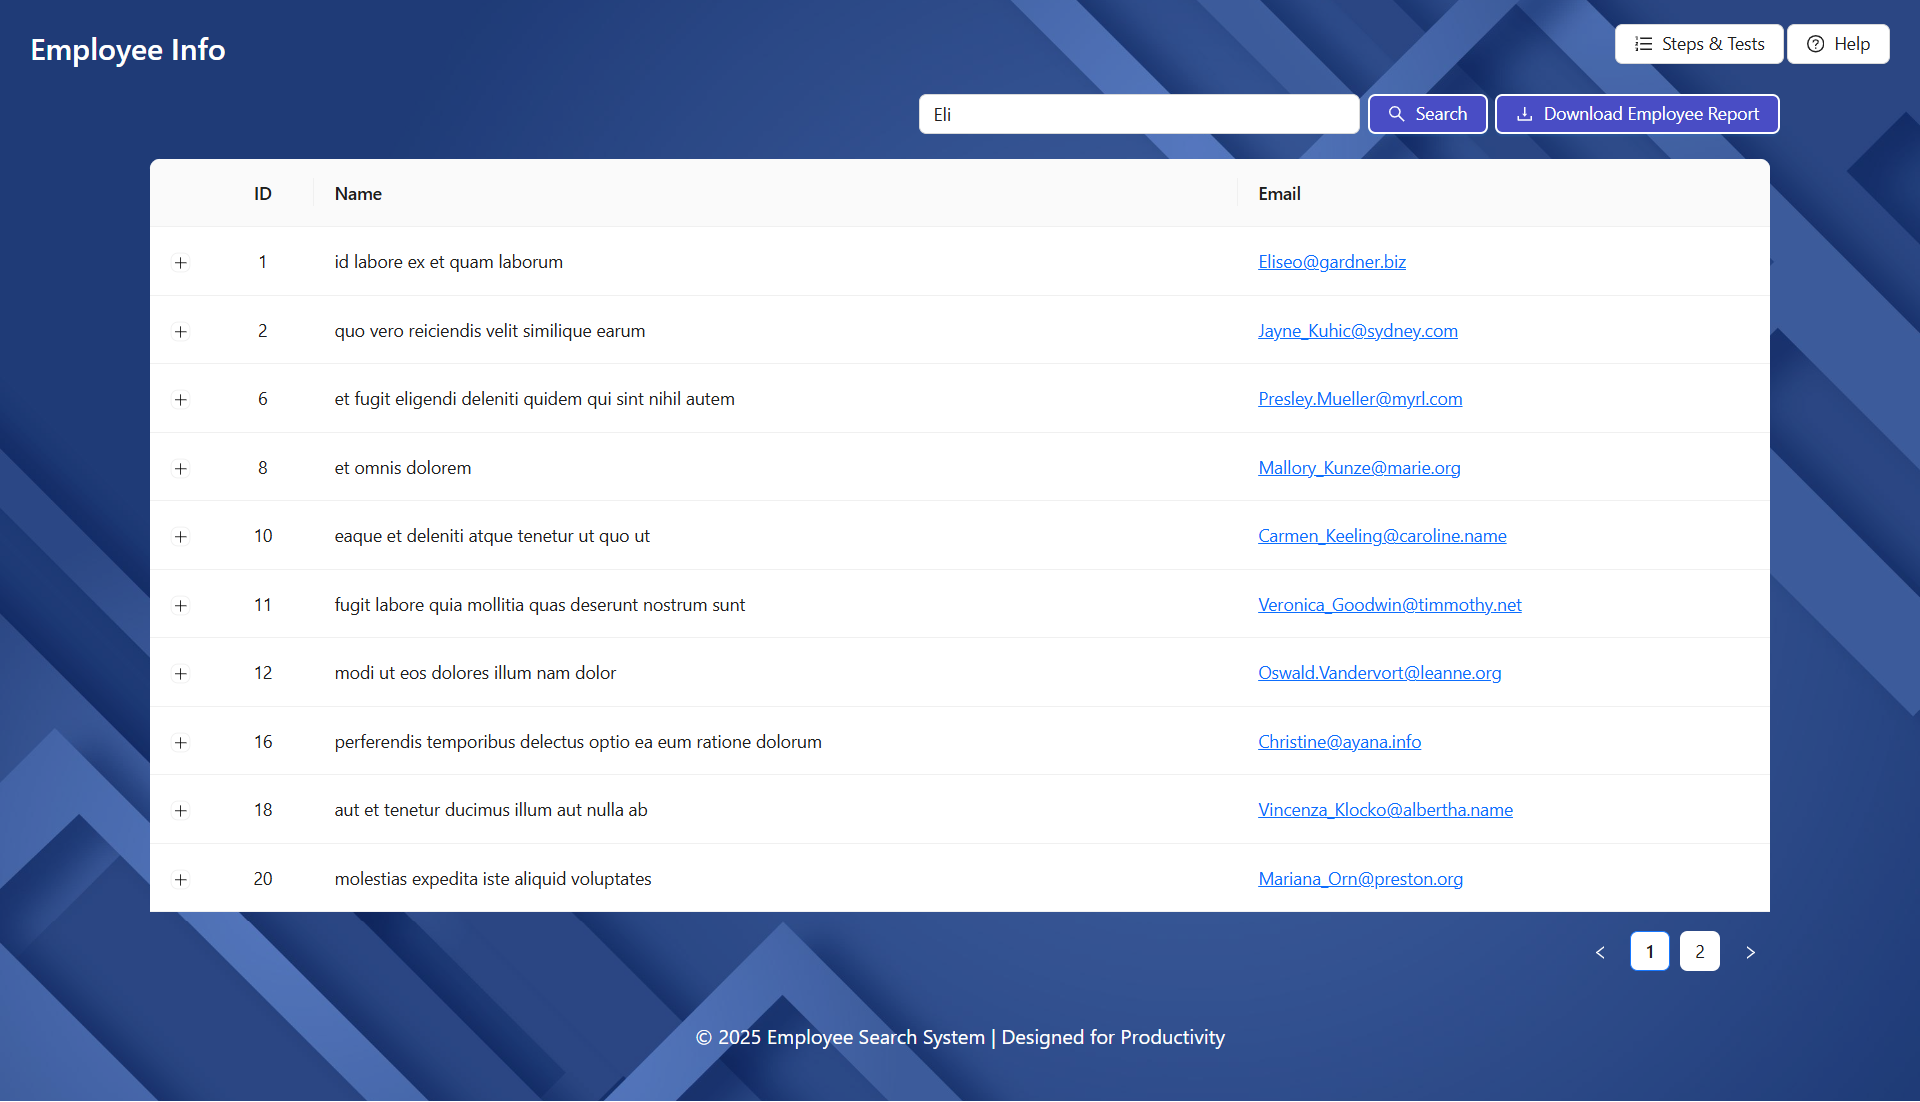 Employee Info
Steps & Tests
Help
Eli
Search
Download Employee Report
ID Name Email
1 id labore ex et quam laborum Eliseo@gardner.biz
2 quo vero reiciendis velit similique earum Jayne_Kuhic@sydney.com
6 et fugit eligendi deleniti quidem qui sint nihil autem Presley.Mueller@myrl.com
8 et omnis dolorem Mallory_Kunze@marie.org
10 eaque et deleniti atque tenetur ut quo ut Carmen_Keeling@caroline.name
11 fugit labore quia mollitia quas deserunt nostrum sunt Veronica_Goodwin@timmothy.net
12 modi ut eos dolores illum nam dolor Oswald.Vandervort@leanne.org
16 perferendis temporibus delectus optio ea eum ratione dolorum Christine@ayana.info
18 aut et tenetur ducimus illum aut nulla ab Vincenza_Klocko@albertha.name
20 molestias expedita iste aliquid voluptates Mariana_Orn@preston.org
1 2
© 2025 Employee Search System | Designed for Productivity